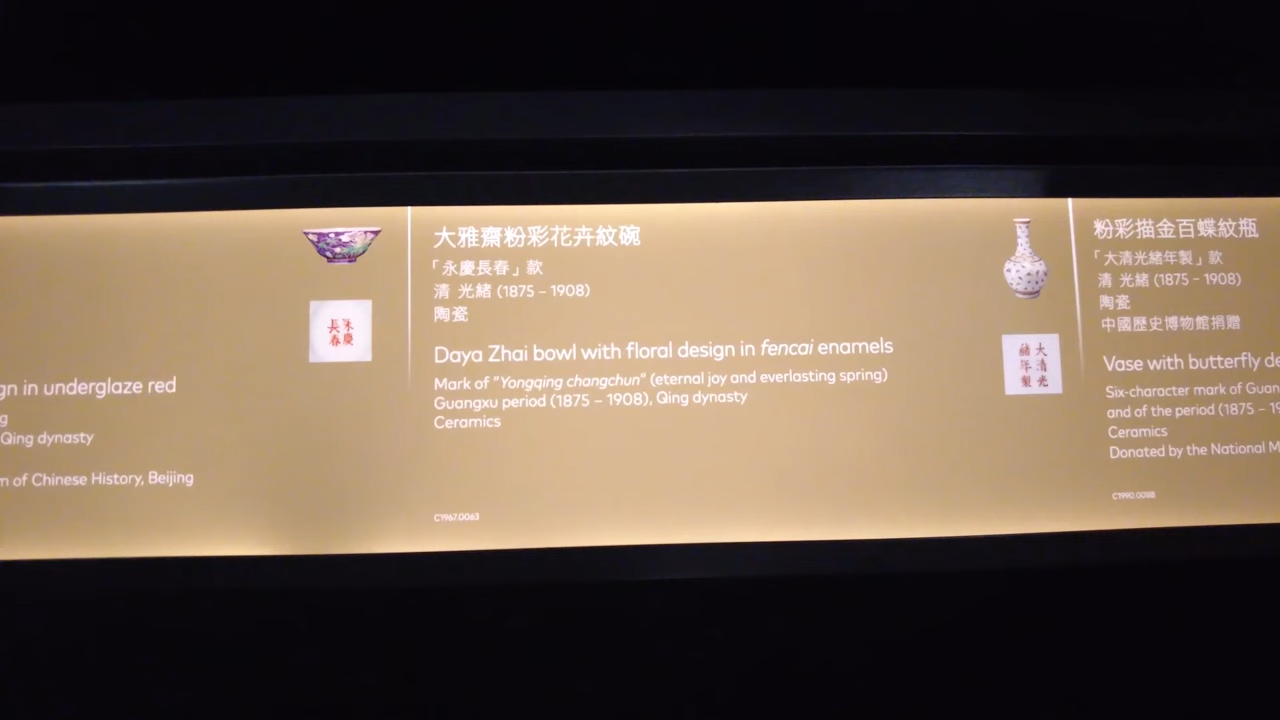 gn in underglaze red
g
Qing dynasty
of Chinese History, Beijing
永慶
長春
大雅齋粉彩花卉紋碗
「永慶長春」款
清 光緒 (1875 – 1908)
陶瓷
Daya Zhai bowl with floral design in fencai enamels
Mark of "Yongqing changchun" (eternal joy and everlasting spring)
Guangxu period (1875 – 1908), Qing dynasty
Ceramics
C1967.0063
大清光
緒年製
粉彩描金百蝶紋瓶
「大清光緒年製」款
清 光緒 (1875 – 1908)
陶瓷
中國歷史博物館捐贈
Vase with butterfly de
Six-character mark of Guan
and of the period (1875 – 19
Ceramics
Donated by the National M
C1990.0088